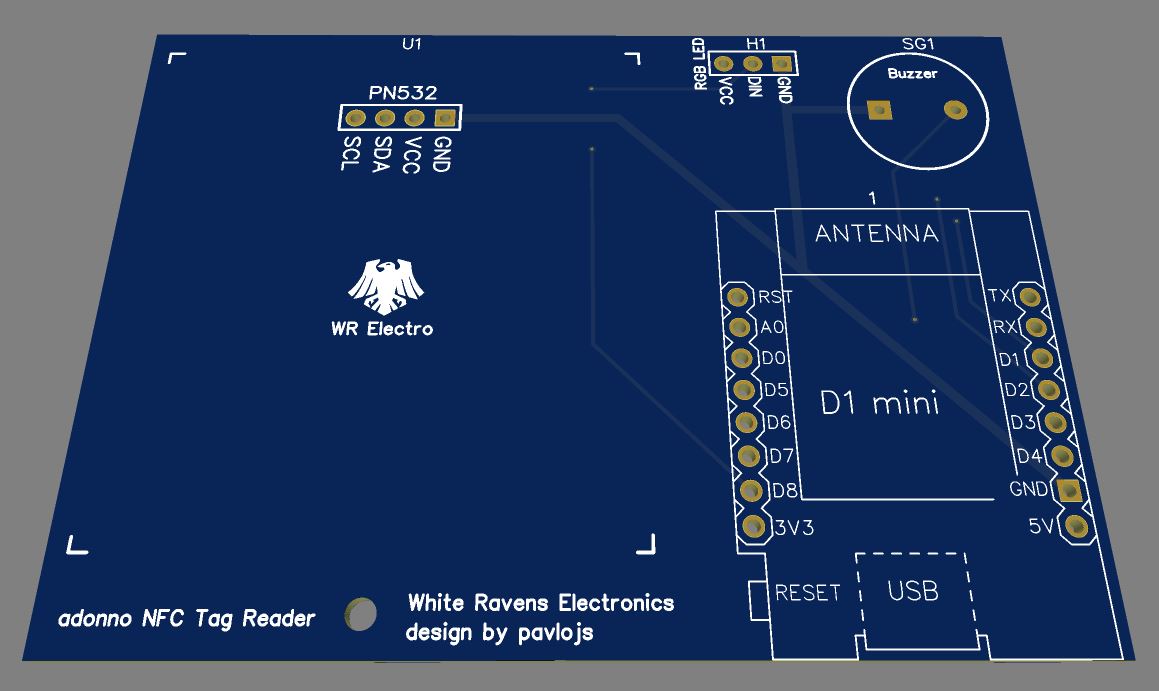 U1
PN532
SCL
SDA
VCC
GND
RGB LED
H1
VCC
DIN
GND
SG1
Buzzer
WR Electro
1
ANTENNA
RST
A0
D0
D5
D6
D7
D8
3V3
D1 mini
TX
RX
D1
D2
D3
D4
GND
5V
RESET
USB
adonno NFC Tag Reader
White Ravens Electronics
design by pavlojs